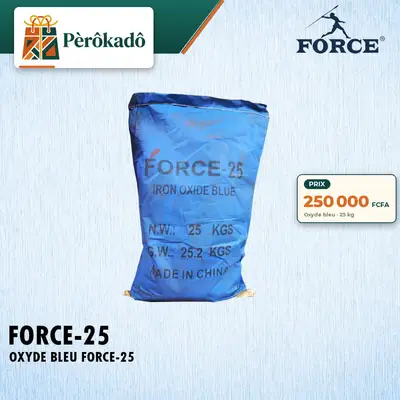 Pèrôkadô
FORCE®
FORCE-25
IRON OXIDE BLUE
N.W.: 25 KGS
G.W.: 25.2 KGS
MADE IN CHINA
PRIX
250 000 FCFA
Oxyde bleu - 25 kg
FORCE-25
OXYDE BLEU FORCE-25